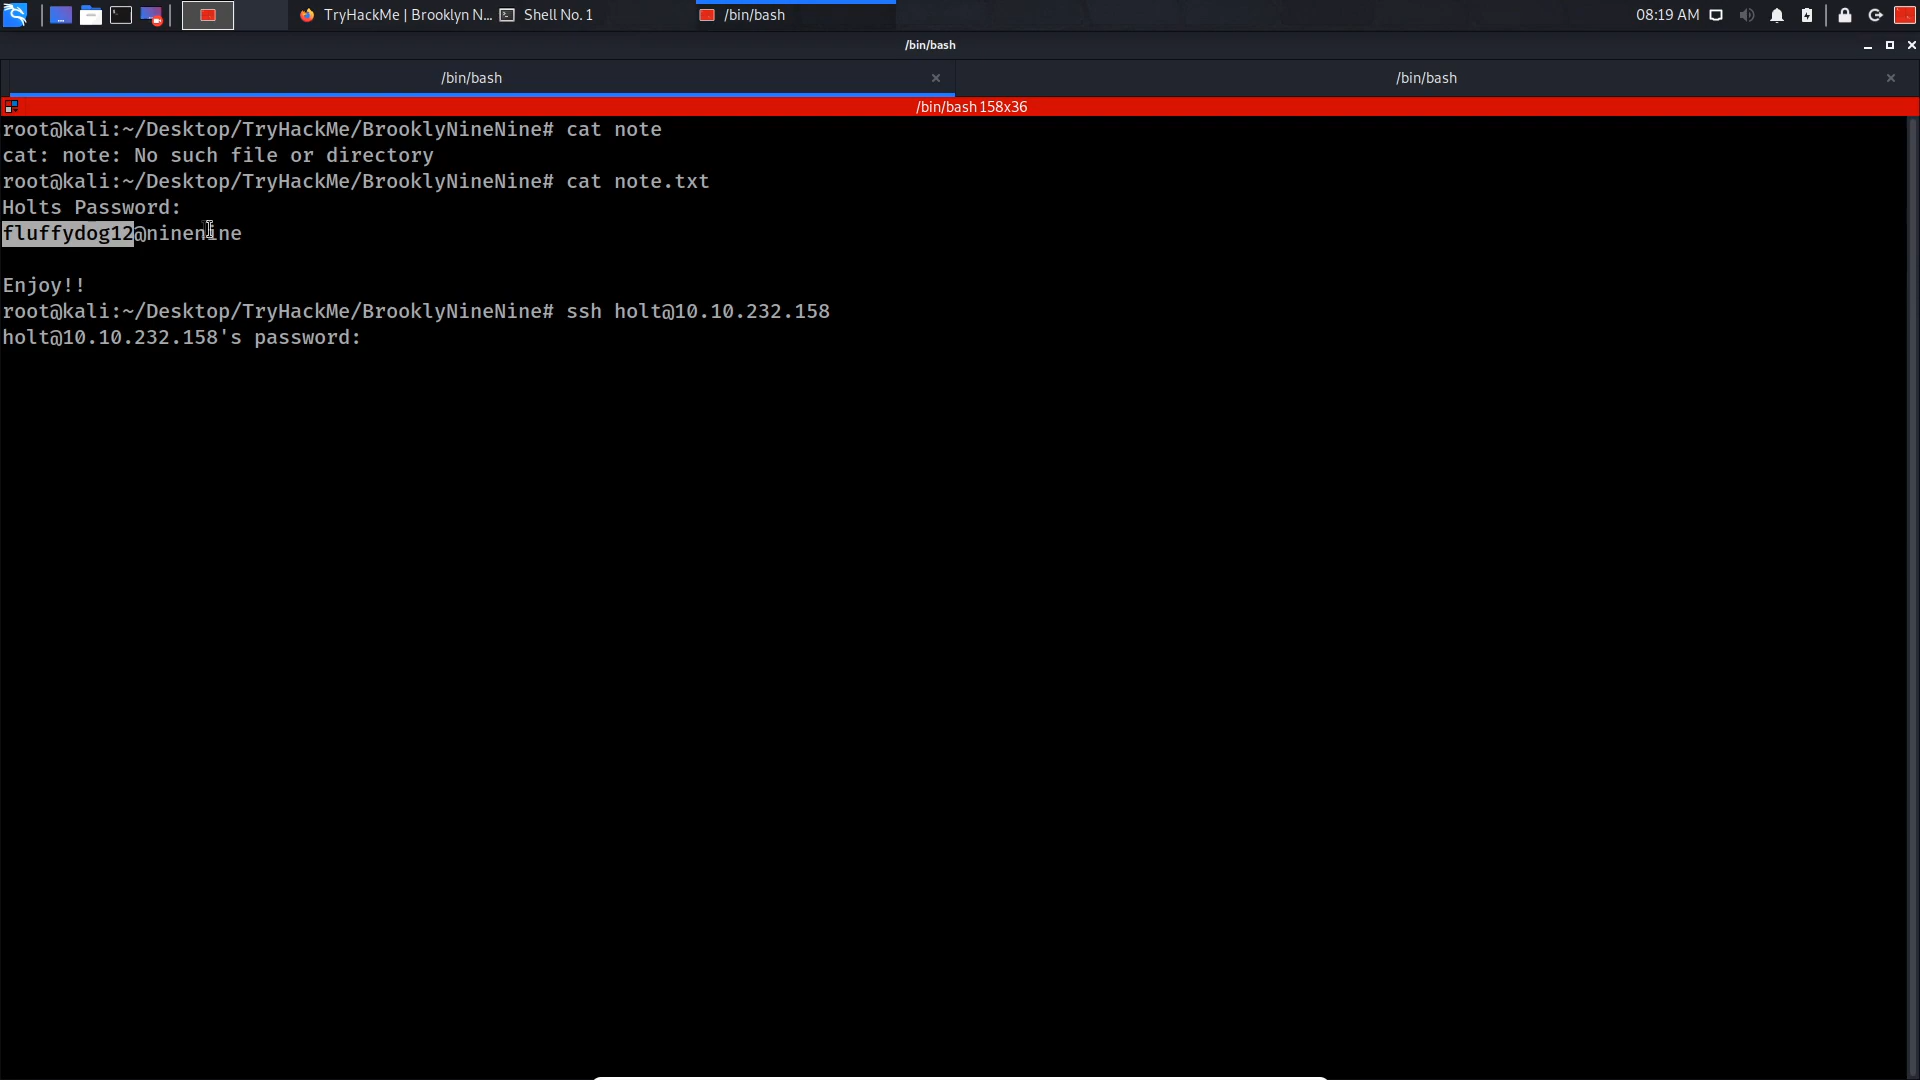 TryHackMe | Brooklyn N... Shell No. 1 /bin/bash 08:19 AM
/bin/bash
/bin/bash /bin/bash
/bin/bash 158x36
root@kali:~/Desktop/TryHackMe/BrooklyNineNine# cat note
cat: note: No such file or directory
root@kali:~/Desktop/TryHackMe/BrooklyNineNine# cat note.txt
Holts Password:
fluffydog12@ninenine
Enjoy!!
root@kali:~/Desktop/TryHackMe/BrooklyNineNine# ssh holt@10.10.232.158
holt@10.10.232.158's password: